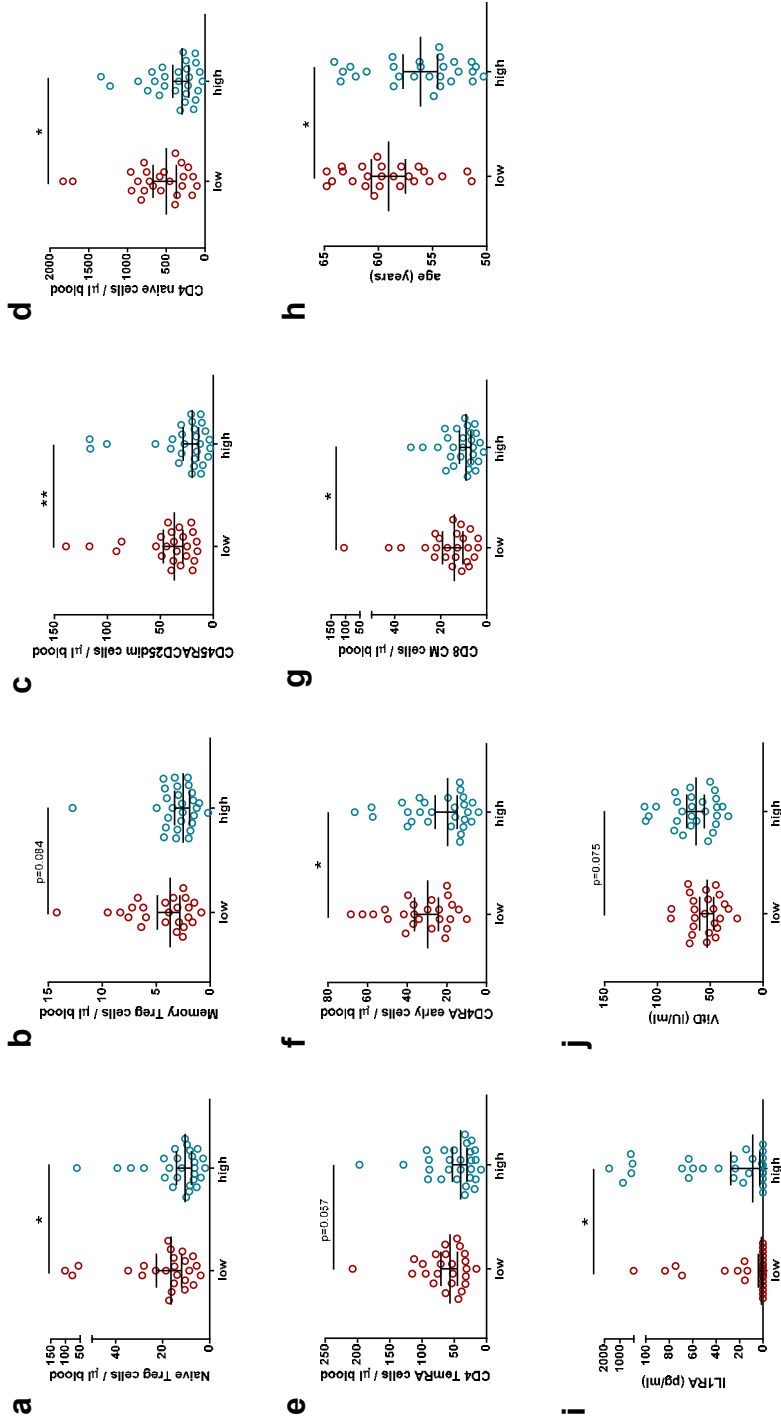 a
Naive Treg cells / µl blood
150
100
50
40
20
0
*
low
high
b
Memory Treg cells / µl blood
15
10
5
0
p=0.084
low
high
c
CD45RACD25dim cells / µl blood
150
100
50
0
**
low
high
d
CD4 naive cells / µl blood
2000
1500
1000
500
0
*
low
high
e
CD4 TemRA cells / µl blood
250
200
150
100
50
0
p=0.057
low
high
f
CD4RA early cells / µl blood
80
60
40
20
0
*
low
high
g
CD8 CM cells / µl blood
150
100
50
40
20
0
*
low
high
h
age (years)
65
60
55
50
*
low
high
i
IL1RA (pg/ml)
2000
1000
100
80
60
40
20
0
*
low
high
j
VitD (IU/ml)
150
100
50
0
p=0.075
low
high